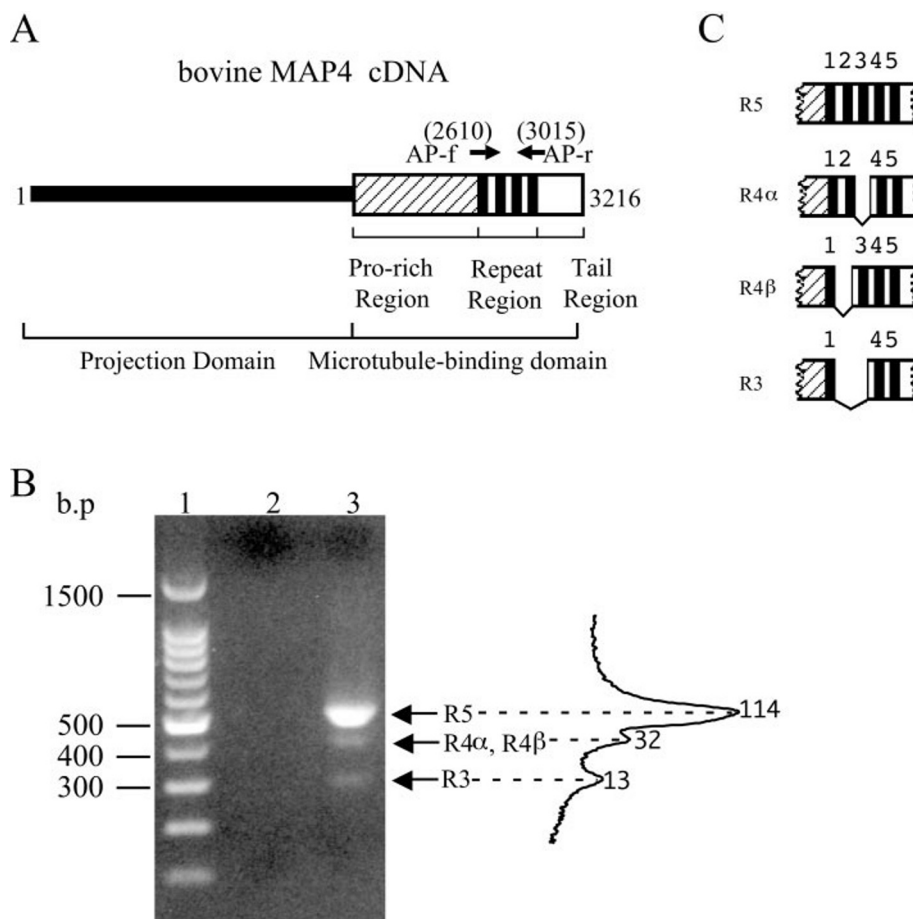 A
bovine MAP4 cDNA
(2610) (3015)
AP-f AP-r
1 3216
Pro-rich Region
Repeat Region
Tail Region
Projection Domain
Microtubule-binding domain
C
12345
R5
12 45
R4α
1 345
R4β
1 45
R3
B
b.p 1 2 3
1500
500
400
300
R5 114
R4α, R4β 32
R3 13